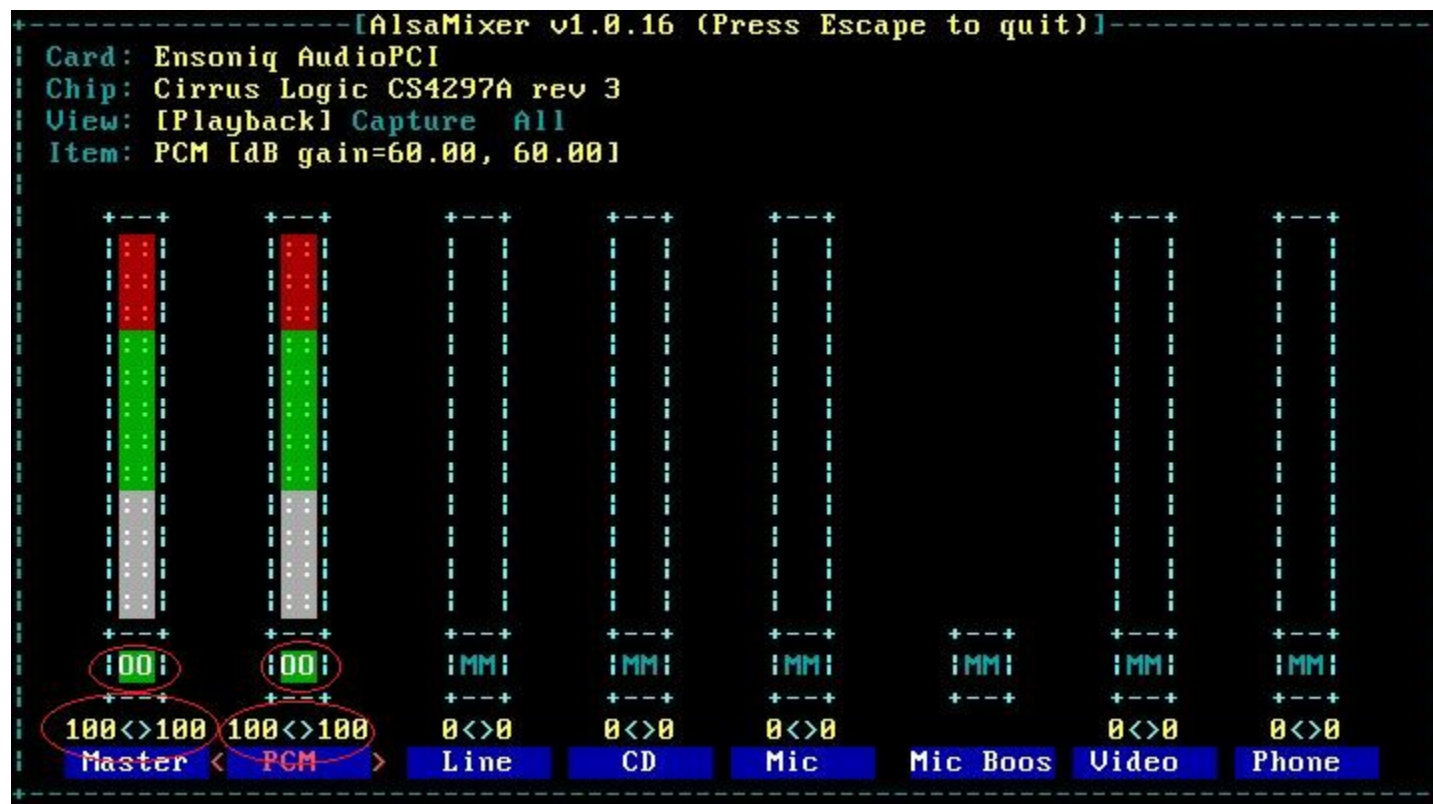 [AlsaMixer v1.0.16 (Press Escape to quit)]
Card: Ensoniq AudioPCI
Chip: Cirrus Logic CS4297A rev 3
View: [Playback] Capture All
Item: PCM [dB gain=60.00, 60.00]
OO OO MM MM MM MM MM MM
100<>100 100<>100 0<>0 0<>0 0<>0 0<>0 0<>0
Master < PCM > Line CD Mic Mic Boos Video Phone